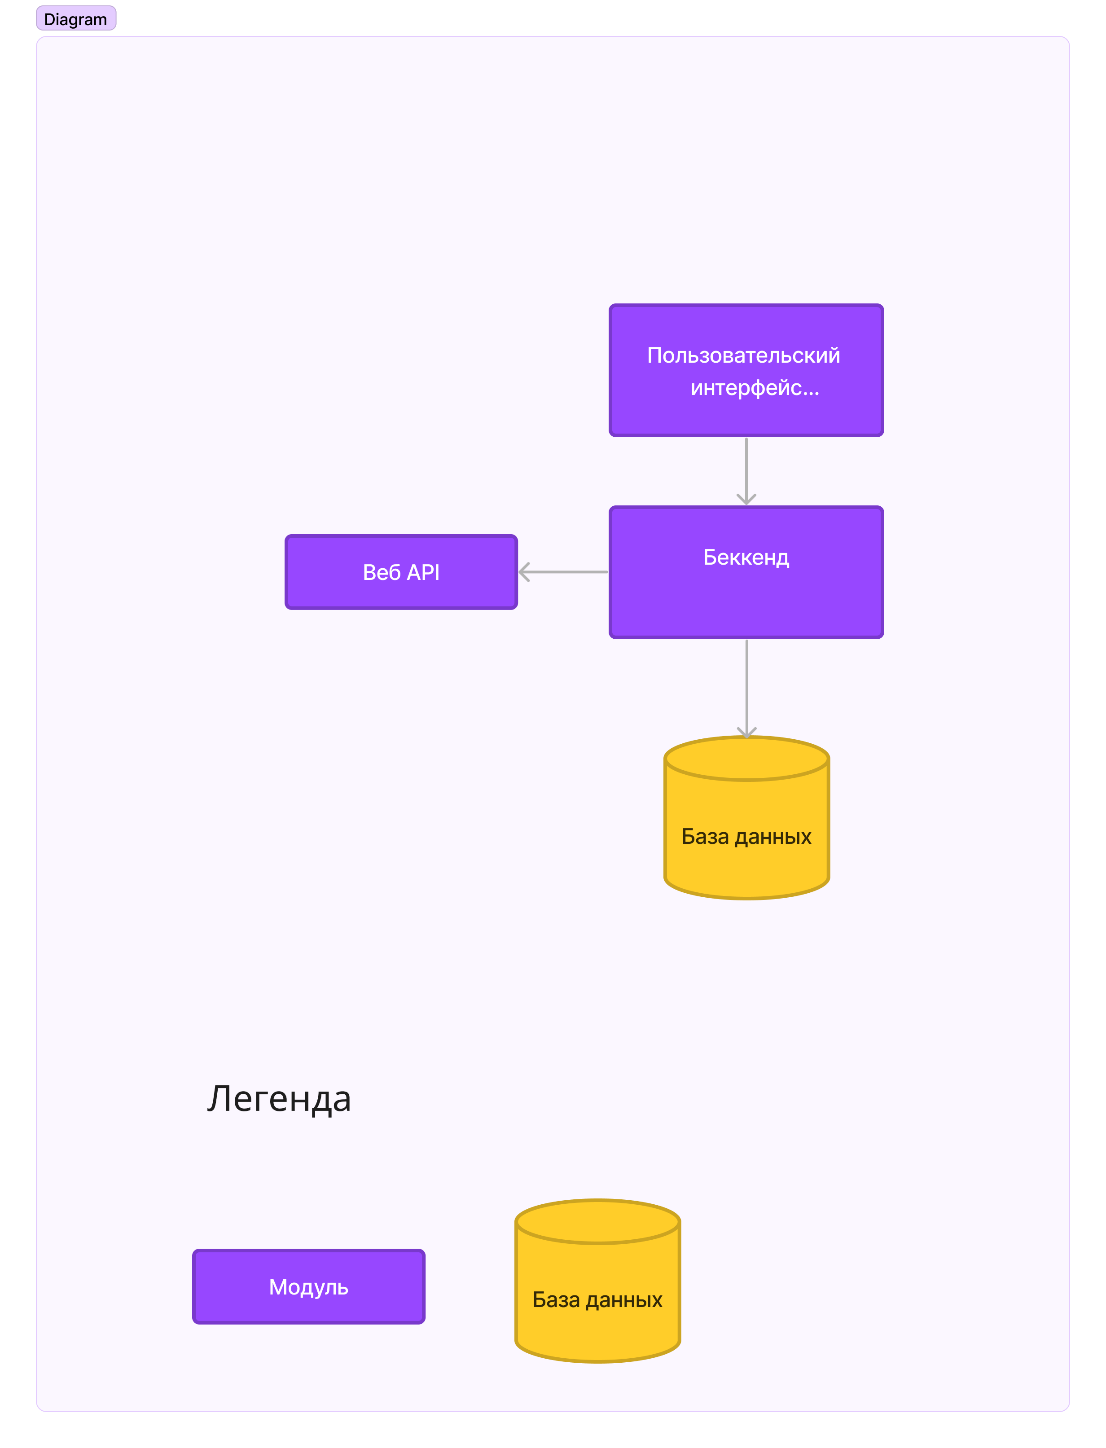 Diagram
Пользовательский
интерфейс...
Беккенд
Веб API
База данных
Легенда
Модуль
База данных